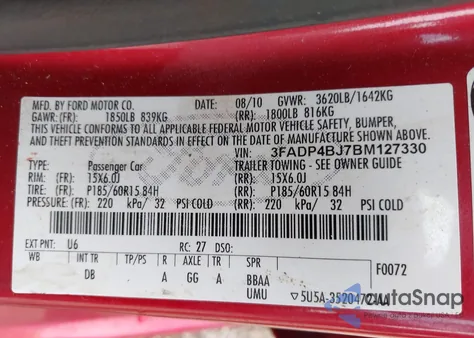 MFD. BY FORD MOTOR CO.
DATE: 08/10 GVWR: 3620LB/1642KG
GAWR: (FR): 1850LB 839KG (RR): 1800LB 816KG
THIS VEHICLE CONFORMS TO ALL APPLICABLE FEDERAL MOTOR VEHICLE SAFETY, BUMPER,
AND THEFT PREVENTION STANDARDS IN EFFECT ON THE
DATE OF MANUFACTURE SHOWN ABOVE.
VIN: 3FADP4BJ7BM127330
TYPE: Passenger Car TRAILER TOWING - SEE OWNER GUIDE
RIM: (FR): 15X6.0J (RR): 15X6.0J
TIRE: (FR): P185/60R15 84H (RR): P185/60R15 84H
PRESSURE: (FR): 220 kPa/ 32 PSI COLD (RR): 220 kPa/ 32 PSI COLD
EXT PNT: U6 RC: 27 DSO:
WB INT TR TP/PS R AXLE TR SPR F0072
DB A GG A BBAA
UMU 5U5A-3520472AA
autoSnap